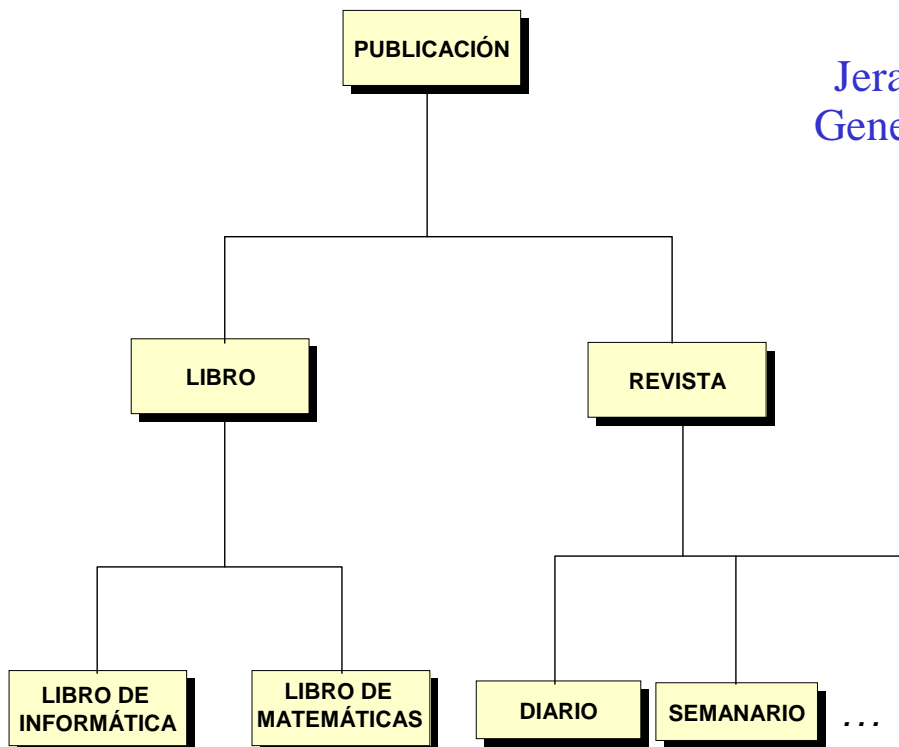 PUBLICACIÓN
Jera
Gene
LIBRO
REVISTA
LIBRO DE
INFORMÁTICA
LIBRO DE
MATEMÁTICAS
DIARIO
SEMANARIO
...